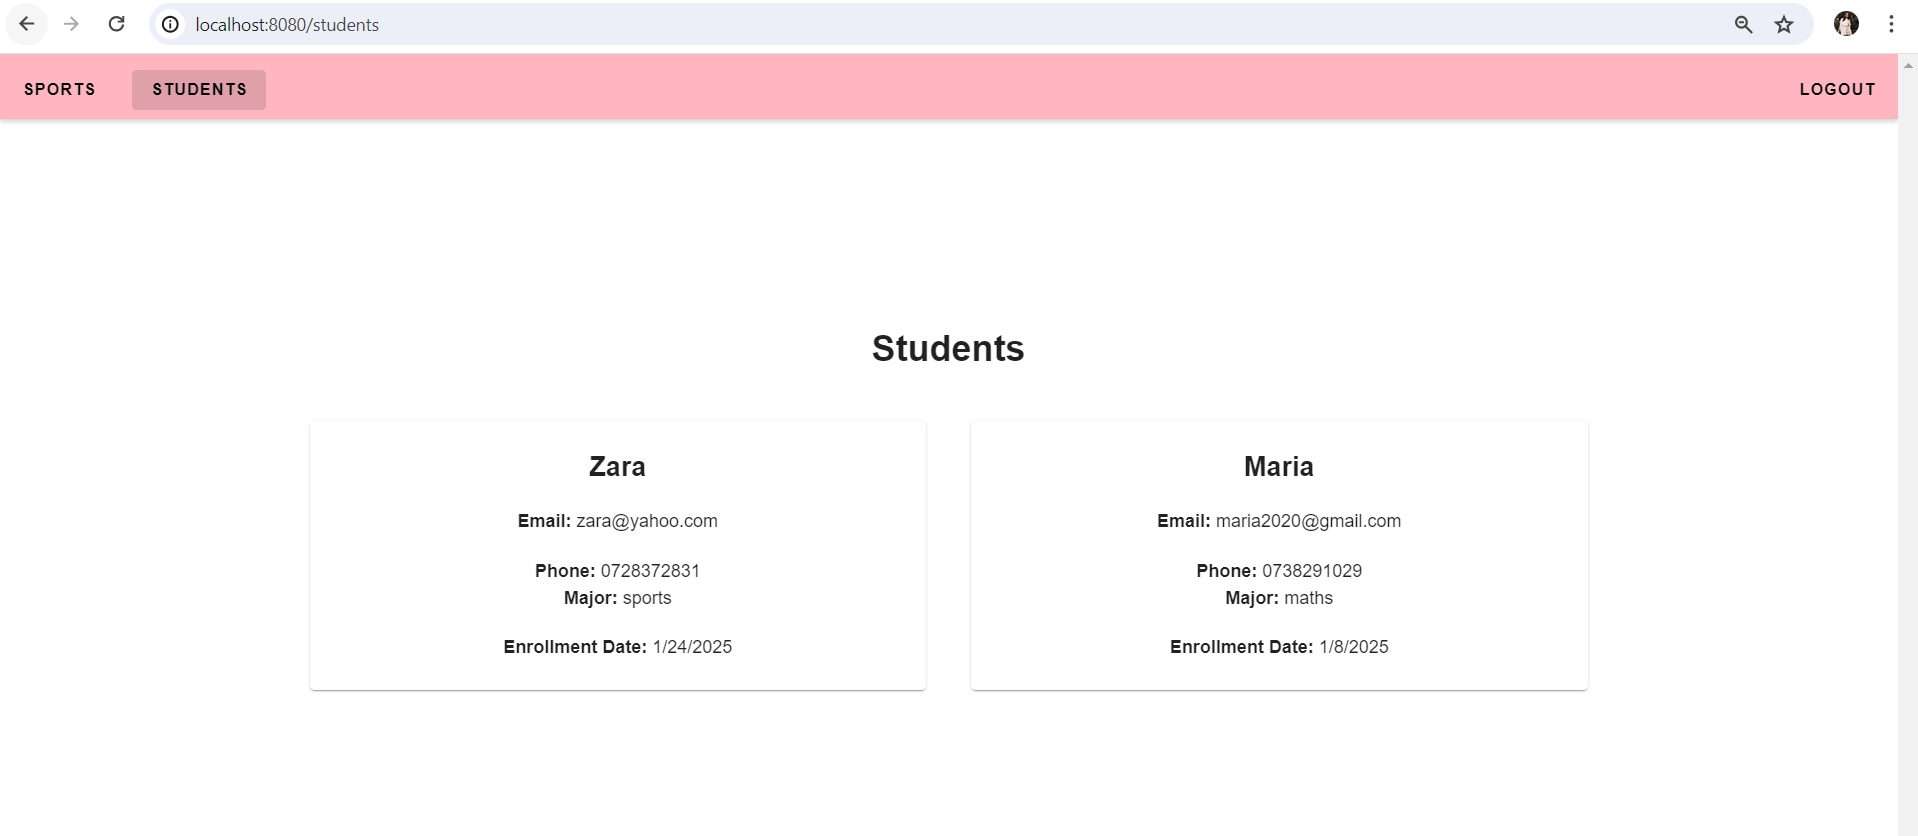 localhost:8080/students
SPORTS STUDENTS LOGOUT
Students
Zara
Email: zara@yahoo.com
Phone: 0728372831
Major: sports
Enrollment Date: 1/24/2025
Maria
Email: maria2020@gmail.com
Phone: 0738291029
Major: maths
Enrollment Date: 1/8/2025